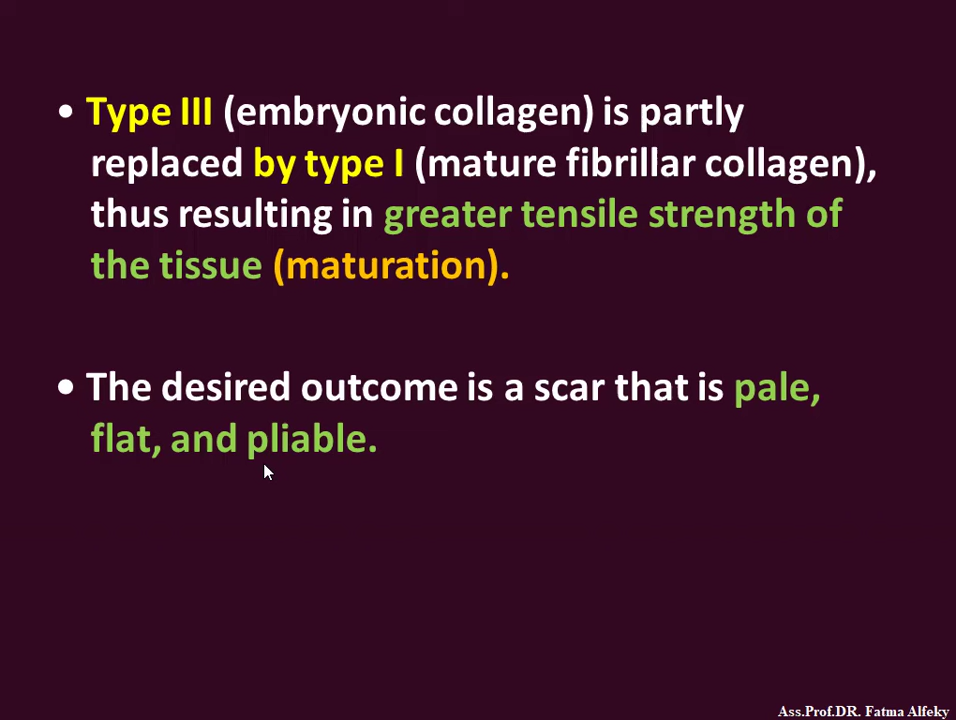 • Type III (embryonic collagen) is partly
replaced by type I (mature fibrillar collagen),
thus resulting in greater tensile strength of
the tissue (maturation).
• The desired outcome is a scar that is pale,
flat, and pliable.
Ass.Prof.DR. Fatma Alfeky